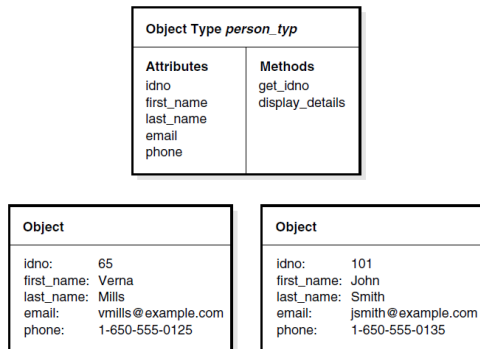 Object Type person_typ
Attributes
idno
first_name
last_name
email
phone
Methods
get_idno
display_details
Object
idno: 65
first_name: Verna
last_name: Mills
email: vmills@example.com
phone: 1-650-555-0125
Object
idno: 101
first_name: John
last_name: Smith
email: jsmith@example.com
phone: 1-650-555-0135